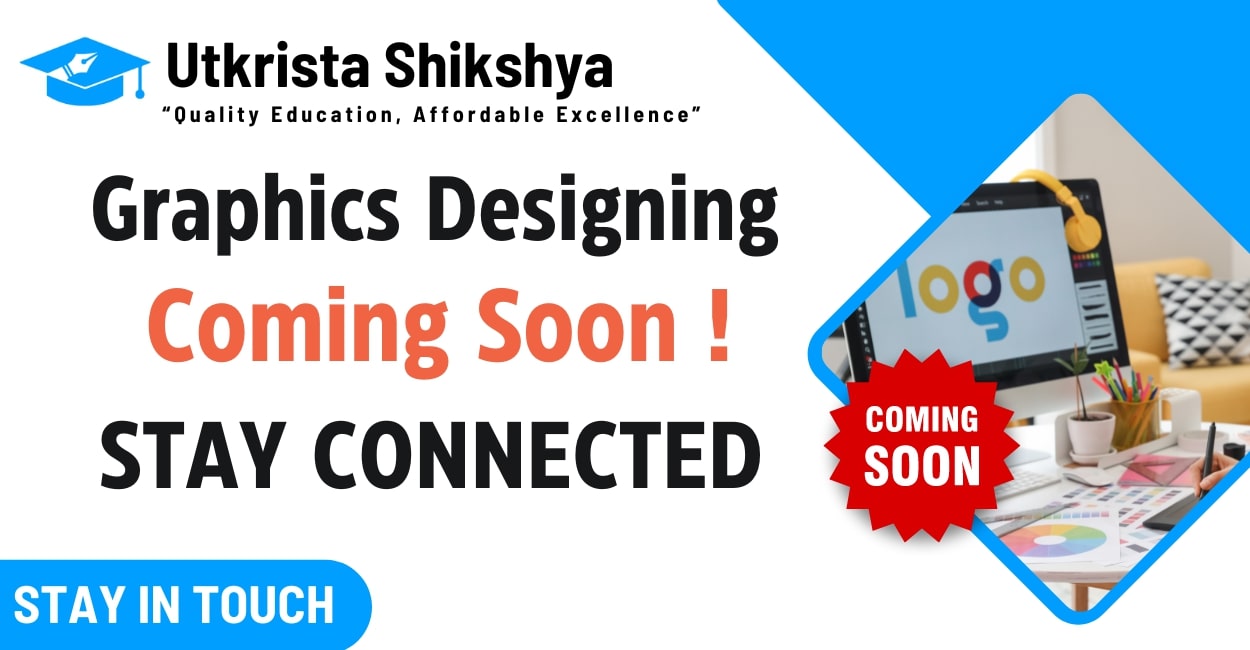 Utkrista Shikshya
“Quality Education, Affordable Excellence”
Graphics Designing
Coming Soon !
STAY CONNECTED
logo
COMING
SOON
STAY IN TOUCH